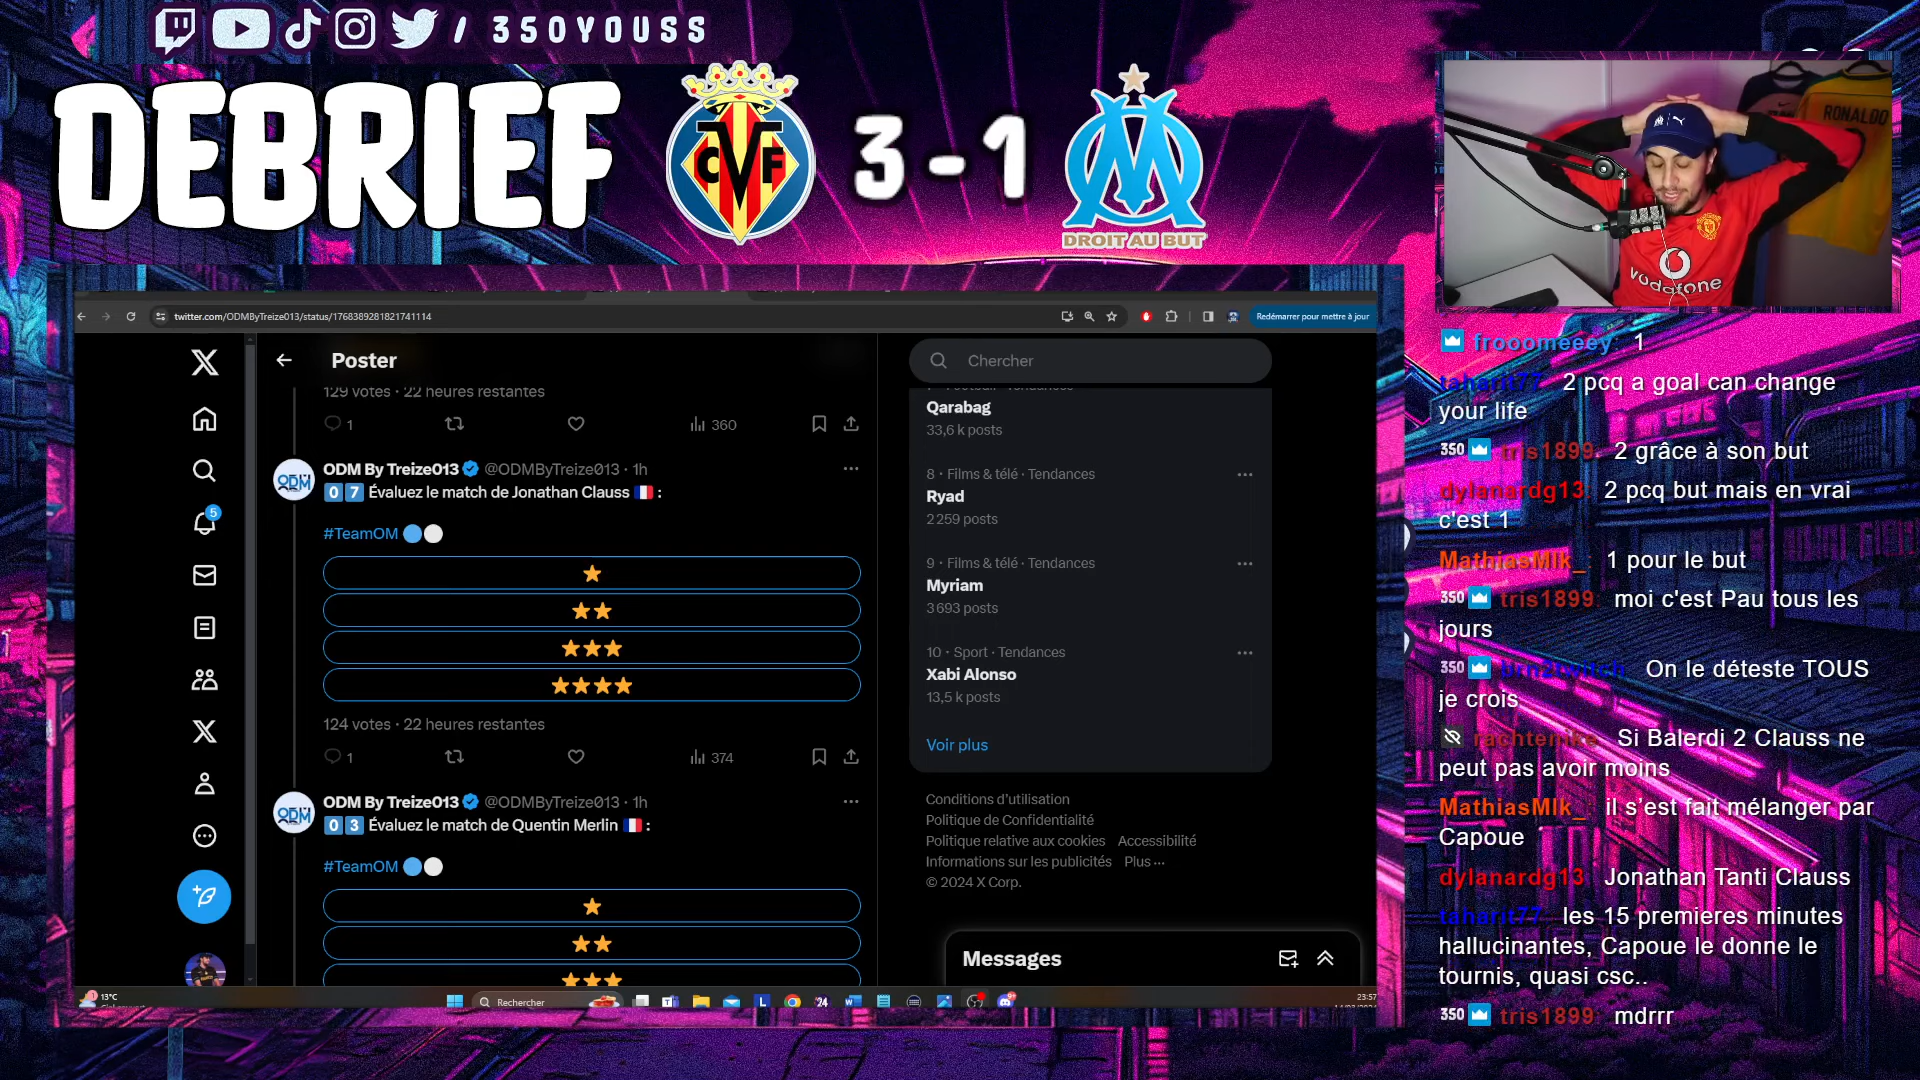 / 350YOUSS
DEBRIEF
CVF
3-1
DROIT AU BUT
RONALDO
vodafone
twitter.com/ODMByTreize013/status/1768389281821741114
Redémarrer pour mettre à jour
Poster
129 votes · 22 heures restantes
1
360
ODM By Treize013 @ODMByTreize013 · 1h
07 Évaluez le match de Jonathan Clauss :
#TeamOM
124 votes · 22 heures restantes
1
374
ODM By Treize013 @ODMByTreize013 · 1h
03 Évaluez le match de Quentin Merlin :
#TeamOM
5
Chercher
Qarabag
33,6 k posts
8 · Films & télé · Tendances
Ryad
2 259 posts
9 · Films & télé · Tendances
Myriam
3 693 posts
10 · Sport · Tendances
Xabi Alonso
13,5 k posts
Voir plus
Conditions d'utilisation
Politique de Confidentialité
Politique relative aux cookies Accessibilité
Informations sur les publicités Plus ···
© 2024 X Corp.
Messages
13°C
Rechercher
23:57
frooomeeey: 1
taharit77: 2 pcq a goal can change
your life
350 tris1899: 2 grâce à son but
dylanardg13: 2 pcq but mais en vrai
c'est 1
MathiasMlk_: 1 pour le but
350 tris1899: moi c'est Pau tous les
jours
350 brn2twitch: On le déteste TOUS
je crois
rachtenike: Si Balerdi 2 Clauss ne
peut pas avoir moins
MathiasMlk_: il s'est fait mélanger par
Capoue
dylanardg13: Jonathan Tanti Clauss
taharit77: les 15 premieres minutes
hallucinantes, Capoue le donne le
tournis, quasi csc..
350 tris1899: mdrrr